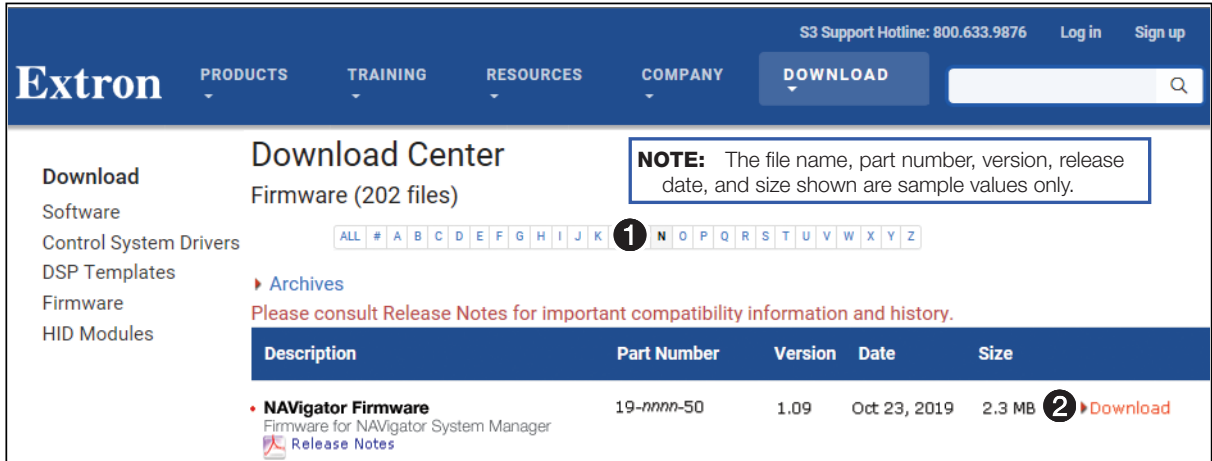 S3 Support Hotline: 800.633.9876 Log in Sign up
Extron PRODUCTS TRAINING RESOURCES COMPANY DOWNLOAD
Download
Software
Control System Drivers
DSP Templates
Firmware
HID Modules
Download Center
Firmware (202 files)
NOTE: The file name, part number, version, release
date, and size shown are sample values only.
ALL # A B C D E F G H I J K 1 N O P Q R S T U V W X Y Z
Archives
Please consult Release Notes for important compatibility information and history.
Description Part Number Version Date Size
• NAVigator Firmware 19-nnnn-50 1.09 Oct 23, 2019 2.3 MB 2 Download
Firmware for NAVigator System Manager
Release Notes